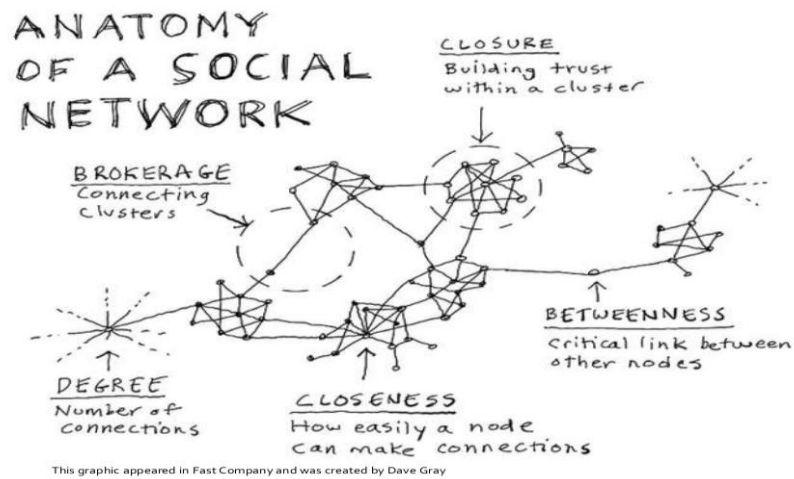 ANATOMY
OF A SOCIAL
NETWORK
CLOSURE
Building trust
within a cluster
BROKERAGE
Connecting
clusters
BETWEENNESS
Critical link between
other nodes
DEGREE
Number of
connections
CLOSENESS
How easily a node
can make connections
This graphic appeared in Fast Company and was created by Dave Gray